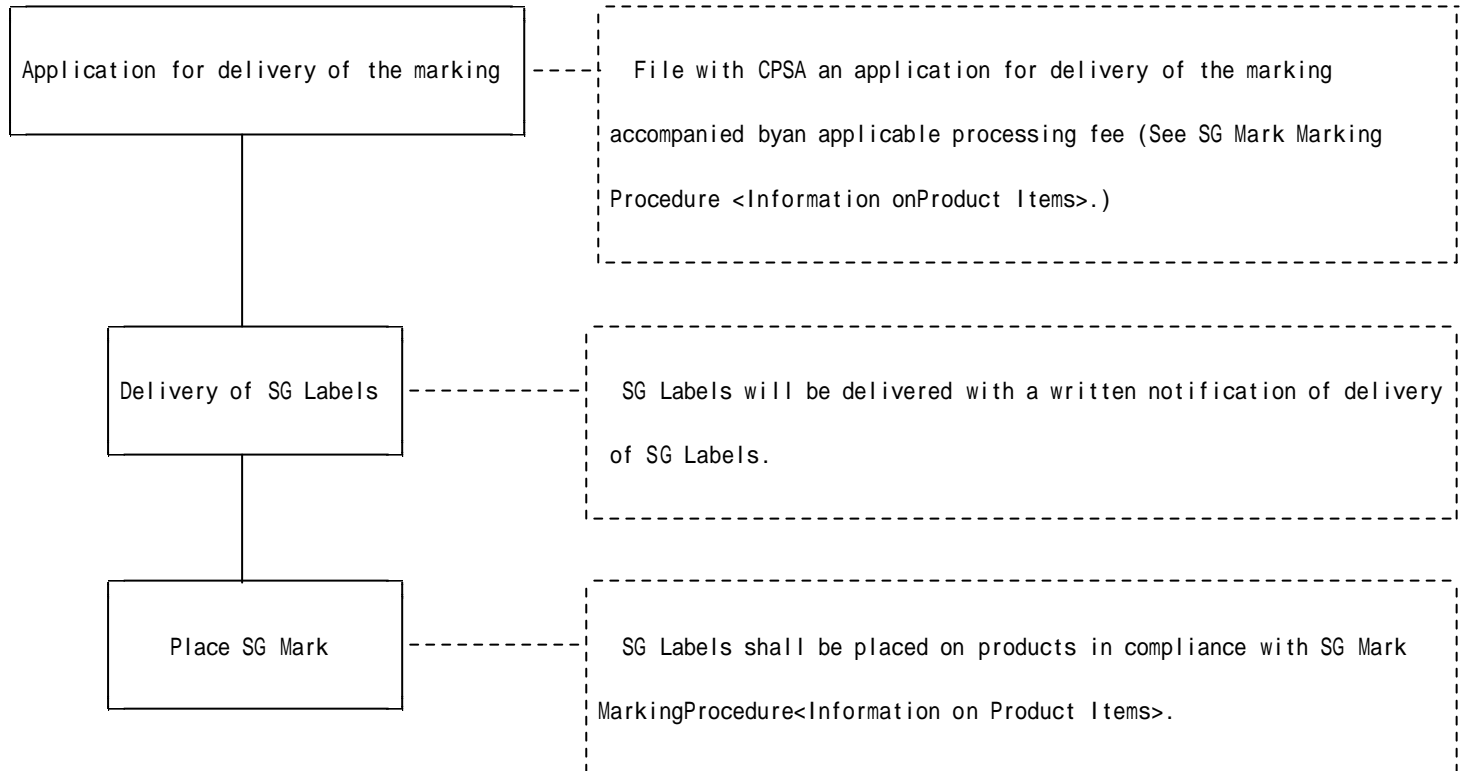 Application for delivery of the marking
File with CPSA an application for delivery of the marking
accompanied byan applicable processing fee (See SG Mark Marking
Procedure <Information onProduct Items>.)
Delivery of SG Labels
SG Labels will be delivered with a written notification of delivery
of SG Labels.
Place SG Mark
SG Labels shall be placed on products in compliance with SG Mark
MarkingProcedure<Information on Product Items>.